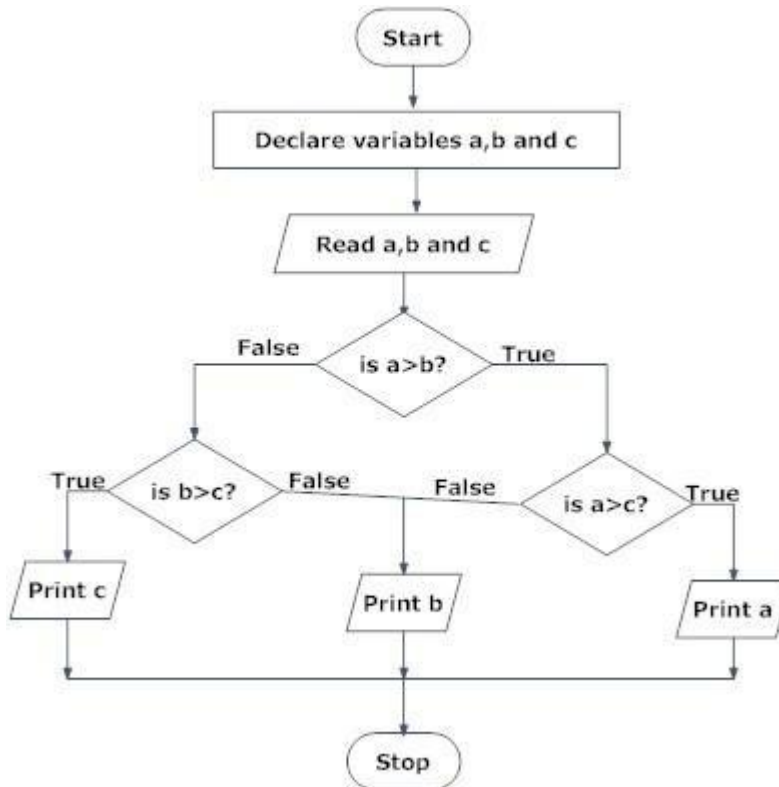 Start
Declare variables a,b and c
Read a,b and c
False
is a>b?
True
True
is b>c?
False
False
is a>c?
True
Print c
Print b
Print a
Stop